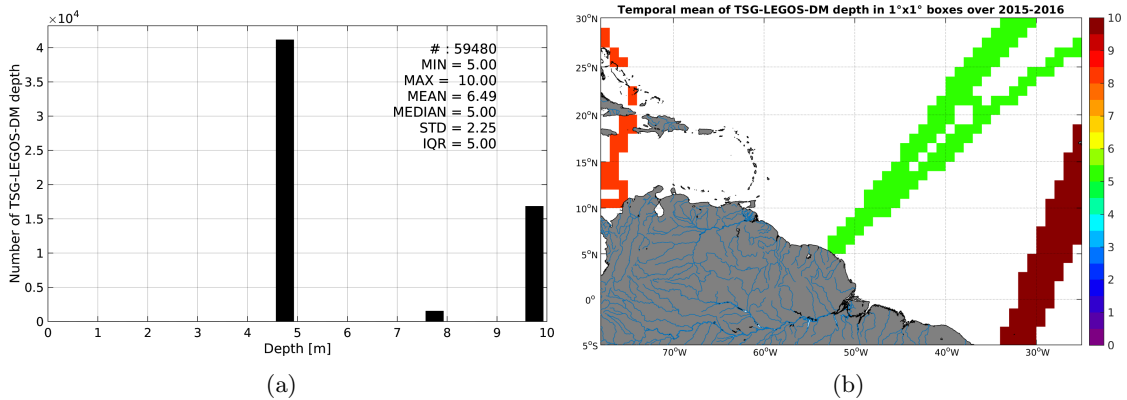 ×10⁴
4
3.5
3
2.5
2
1.5
1
0.5
0
0 1 2 3 4 5 6 7 8 9 10
Number of TSG-LEGOS-DM depth
Depth [m]
# : 59480
MIN = 5.00
MAX = 10.00
MEAN = 6.49
MEDIAN = 5.00
STD = 2.25
IQR = 5.00
(a)
Temporal mean of TSG-LEGOS-DM depth in 1°x1° boxes over 2015-2016
30°N
25°N
20°N
15°N
10°N
5°N
0°
5°S
70°W 60°W 50°W 40°W 30°W
10
9
8
7
6
5
4
3
2
1
0
(b)